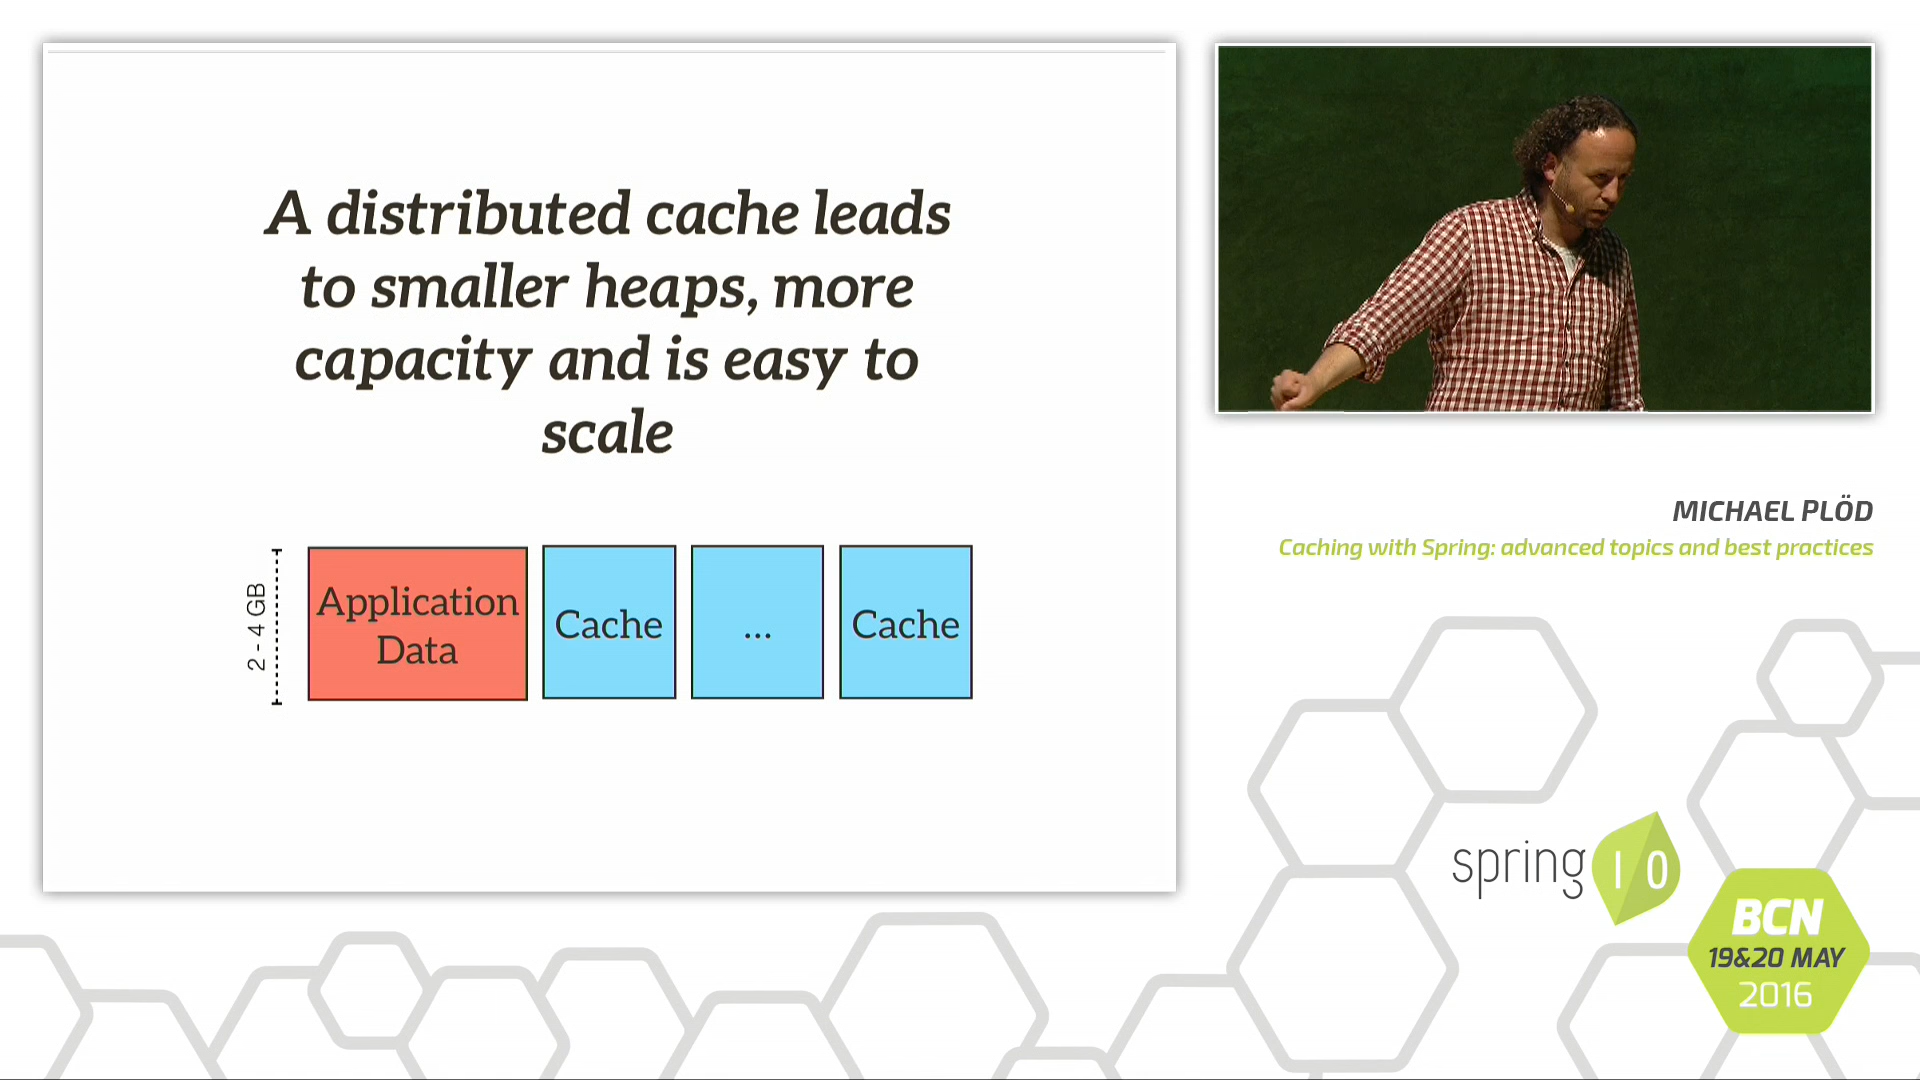 A distributed cache leads
to smaller heaps, more
capacity and is easy to
scale
2 - 4 GB
Application
Data
Cache
...
Cache
MICHAEL PLÖD
Caching with Spring: advanced topics and best practices
spring I O
BCN
19&20 MAY
2016